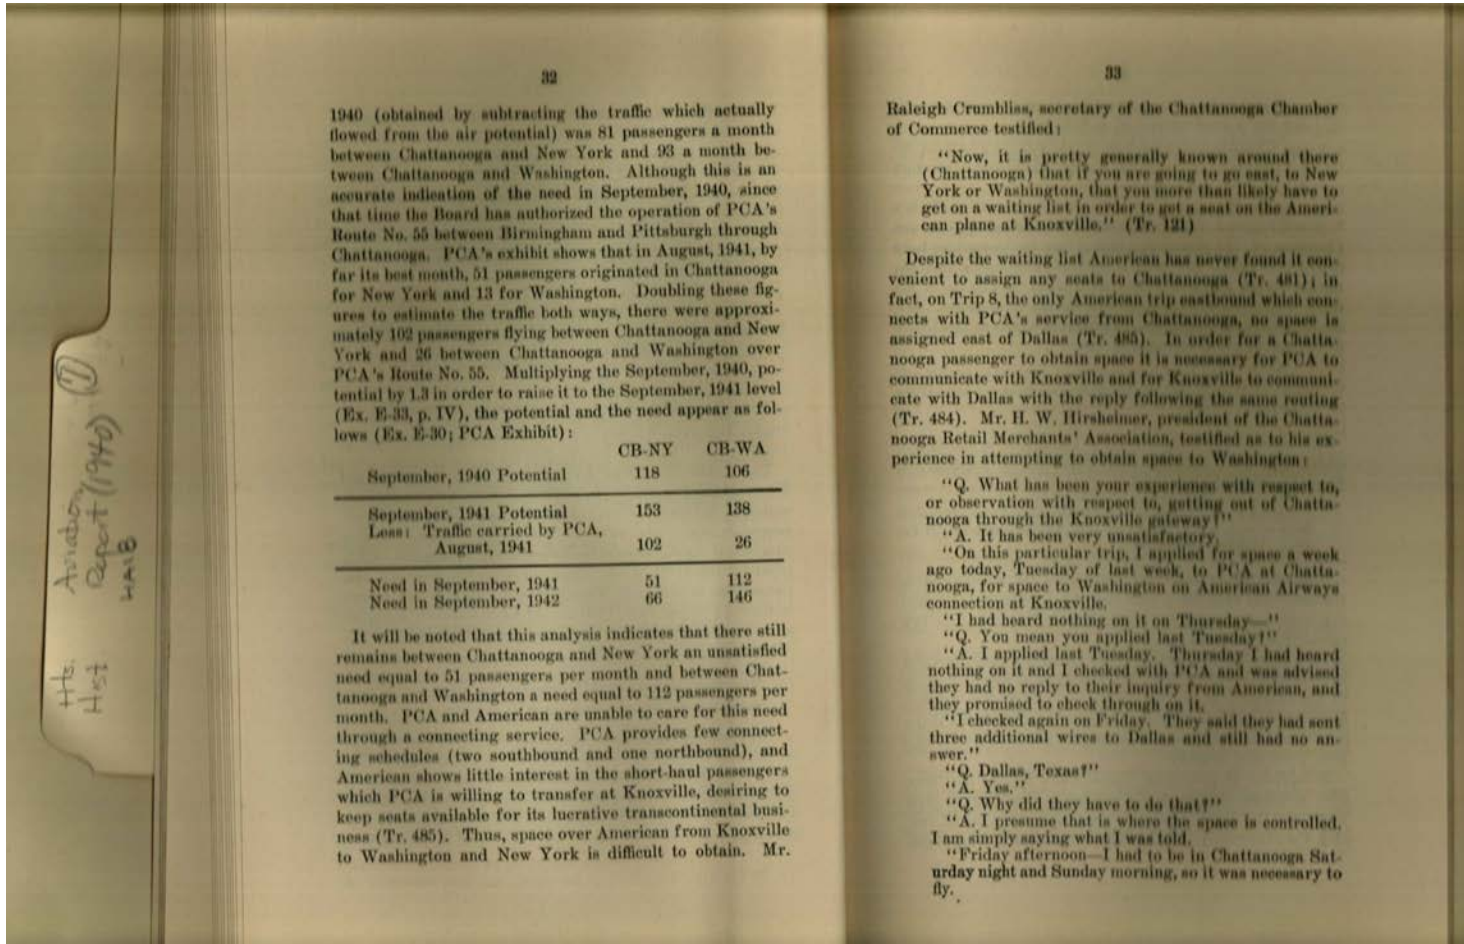 Hts. Aviation (7)
Hist. Report (1940)
HAIB
32
1940 (obtained by subtracting the traffic which actually
flowed from the air potential) was 81 passengers a month
between Chattanooga and New York and 93 a month be-
tween Chattanooga and Washington. Although this is an
accurate indication of the need in September, 1940, since
that time the Board has authorized the operation of PCA's
Route No. 55 between Birmingham and Pittsburgh through
Chattanooga. PCA's exhibit shows that in August, 1941, by
far its best month, 51 passengers originated in Chattanooga
for New York and 13 for Washington. Doubling these fig-
ures to estimate the traffic both ways, there were approxi-
mately 102 passengers flying between Chattanooga and New
York and 26 between Chattanooga and Washington over
PCA's Route No. 55. Multiplying the September, 1940, po-
tential by 1.3 in order to raise it to the September, 1941 level
(Ex. E-33, p. IV), the potential and the need appear as fol-
lows (Ex. E-30; PCA Exhibit):
CB-NY CB-WA
September, 1940 Potential 118 106
September, 1941 Potential 153 138
Less: Traffic carried by PCA,
August, 1941 102 26
Need in September, 1941 51 112
Need in September, 1942 66 146
It will be noted that this analysis indicates that there still
remains between Chattanooga and New York an unsatisfied
need equal to 51 passengers per month and between Chat-
tanooga and Washington a need equal to 112 passengers per
month. PCA and American are unable to care for this need
through a connecting service. PCA provides few connect-
ing schedules (two southbound and one northbound), and
American shows little interest in the short-haul passengers
which PCA is willing to transfer at Knoxville, desiring to
keep seats available for its lucrative transcontinental busi-
ness (Tr. 485). Thus, space over American from Knoxville
to Washington and New York is difficult to obtain. Mr.
33
Raleigh Crumbliss, secretary of the Chattanooga Chamber
of Commerce testified:
"Now, it is pretty generally known around there
(Chattanooga) that if you are going to go east, to New
York or Washington, that you more than likely have to
get on a waiting list in order to get a seat on the Ameri-
can plane at Knoxville." (Tr. 121)
Despite the waiting list American has never found it con-
venient to assign any seats to Chattanooga (Tr. 481); in
fact, on Trip 8, the only American trip eastbound which con-
nects with PCA's service from Chattanooga, no space is
assigned east of Dallas (Tr. 485). In order for a Chatta-
nooga passenger to obtain space it is necessary for PCA to
communicate with Knoxville and for Knoxville to communi-
cate with Dallas with the reply following the same routing
(Tr. 484). Mr. H. W. Hirsheimer, president of the Chatta-
nooga Retail Merchants' Association, testified as to his ex-
perience in attempting to obtain space to Washington:
"Q. What has been your experience with respect to,
or observation with respect to, getting out of Chatta-
nooga through the Knoxville gateway?"
"A. It has been very unsatisfactory.
"On this particular trip, I applied for space a week
ago today, Tuesday of last week, to PCA at Chatta-
nooga, for space to Washington on American Airways
connection at Knoxville.
"I had heard nothing on it on Thursday—"
"Q. You mean you applied last Tuesday?"
"A. I applied last Tuesday. Thursday I had heard
nothing on it and I checked with PCA and was advised
they had no reply to their inquiry from American, and
they promised to check through on it.
"I checked again on Friday. They said they had sent
three additional wires to Dallas and still had no an-
swer."
"Q. Dallas, Texas?"
"A. Yes."
"Q. Why did they have to do that?"
"A. I presume that is where the space is controlled.
I am simply saying what I was told.
"Friday afternoon—I had to be in Chattanooga Sat-
urday night and Sunday morning, so it was necessary to
fly.